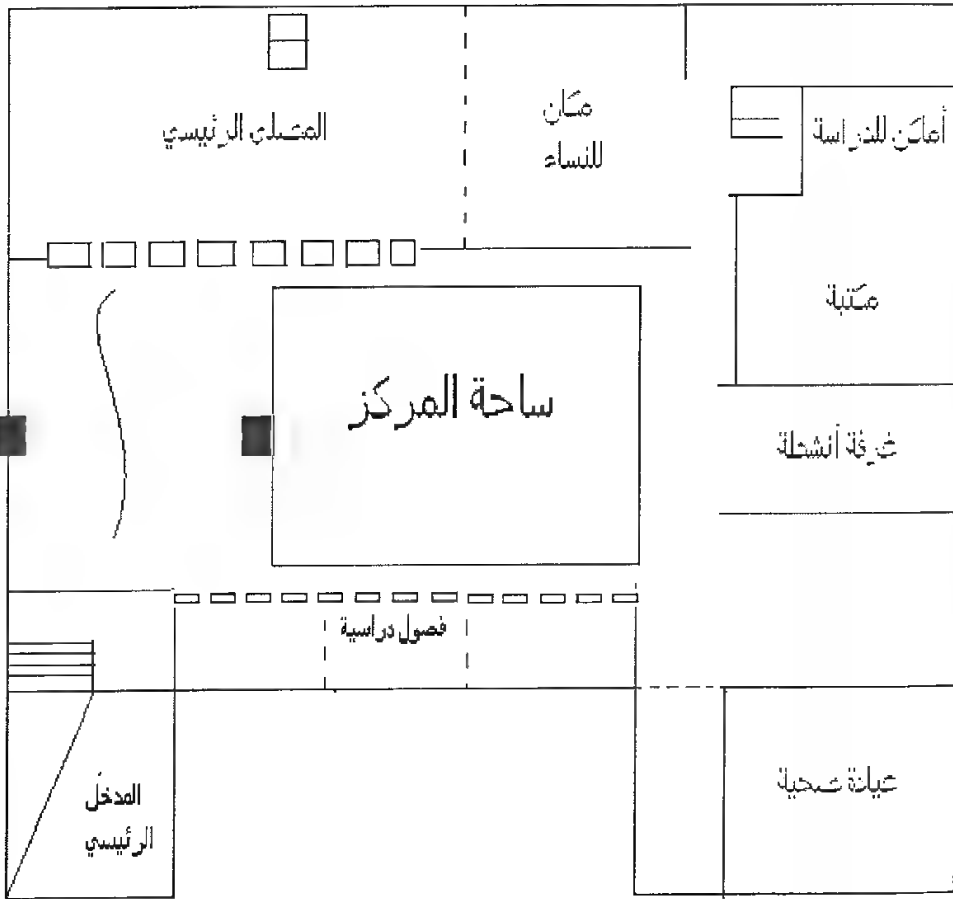 المصلى الرئيسي
مكان
للنساء
أماكن للدراسة
مكتبة
ساحة المركز
غرفة أنشطة
فصول دراسية
عيادة صحية
المدخل
الرئيسي